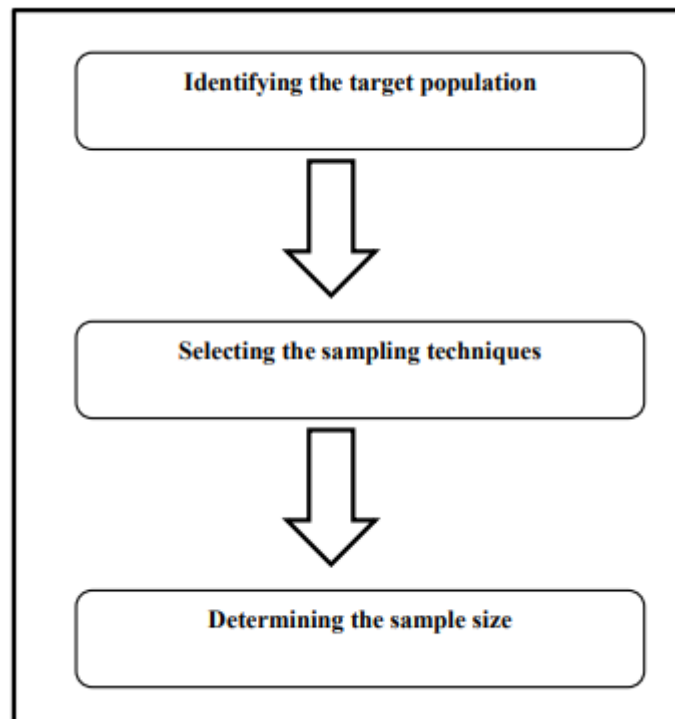 Identifying the target population
Selecting the sampling techniques
Determining the sample size